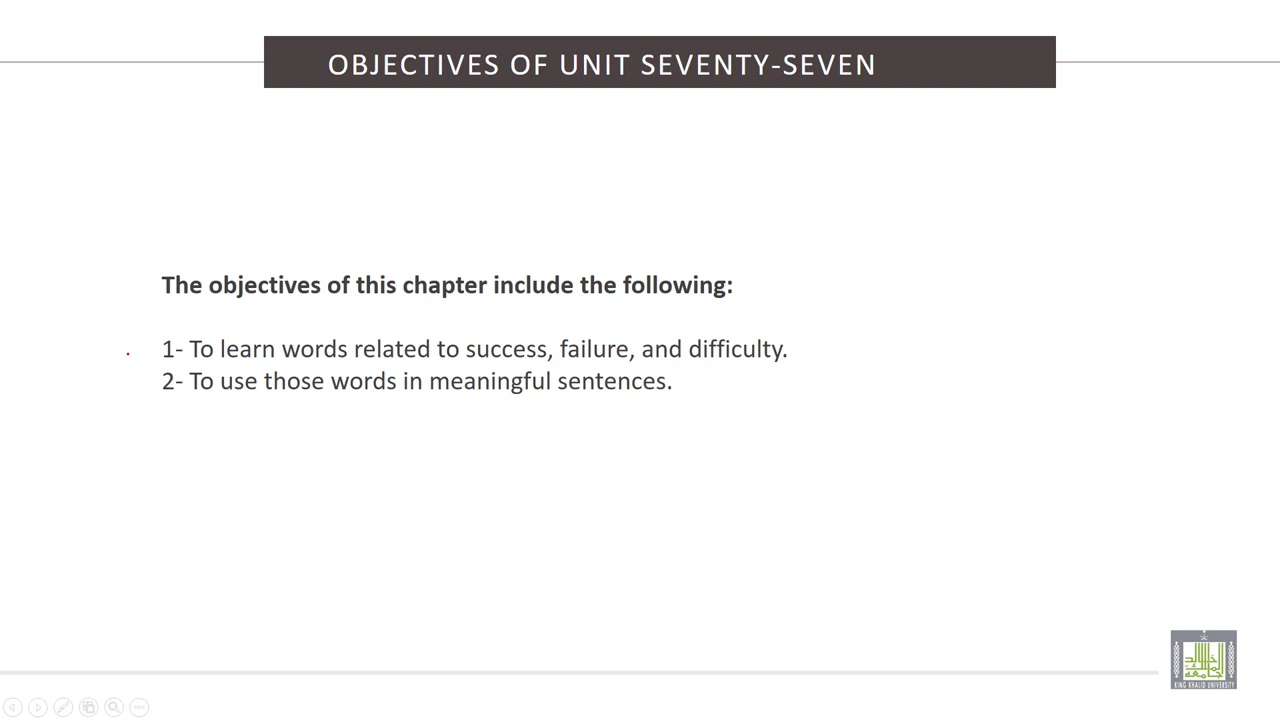 OBJECTIVES OF UNIT SEVENTY-SEVEN
The objectives of this chapter include the following:
1- To learn words related to success, failure, and difficulty.
2- To use those words in meaningful sentences.
KING KHALID UNIVERSITY